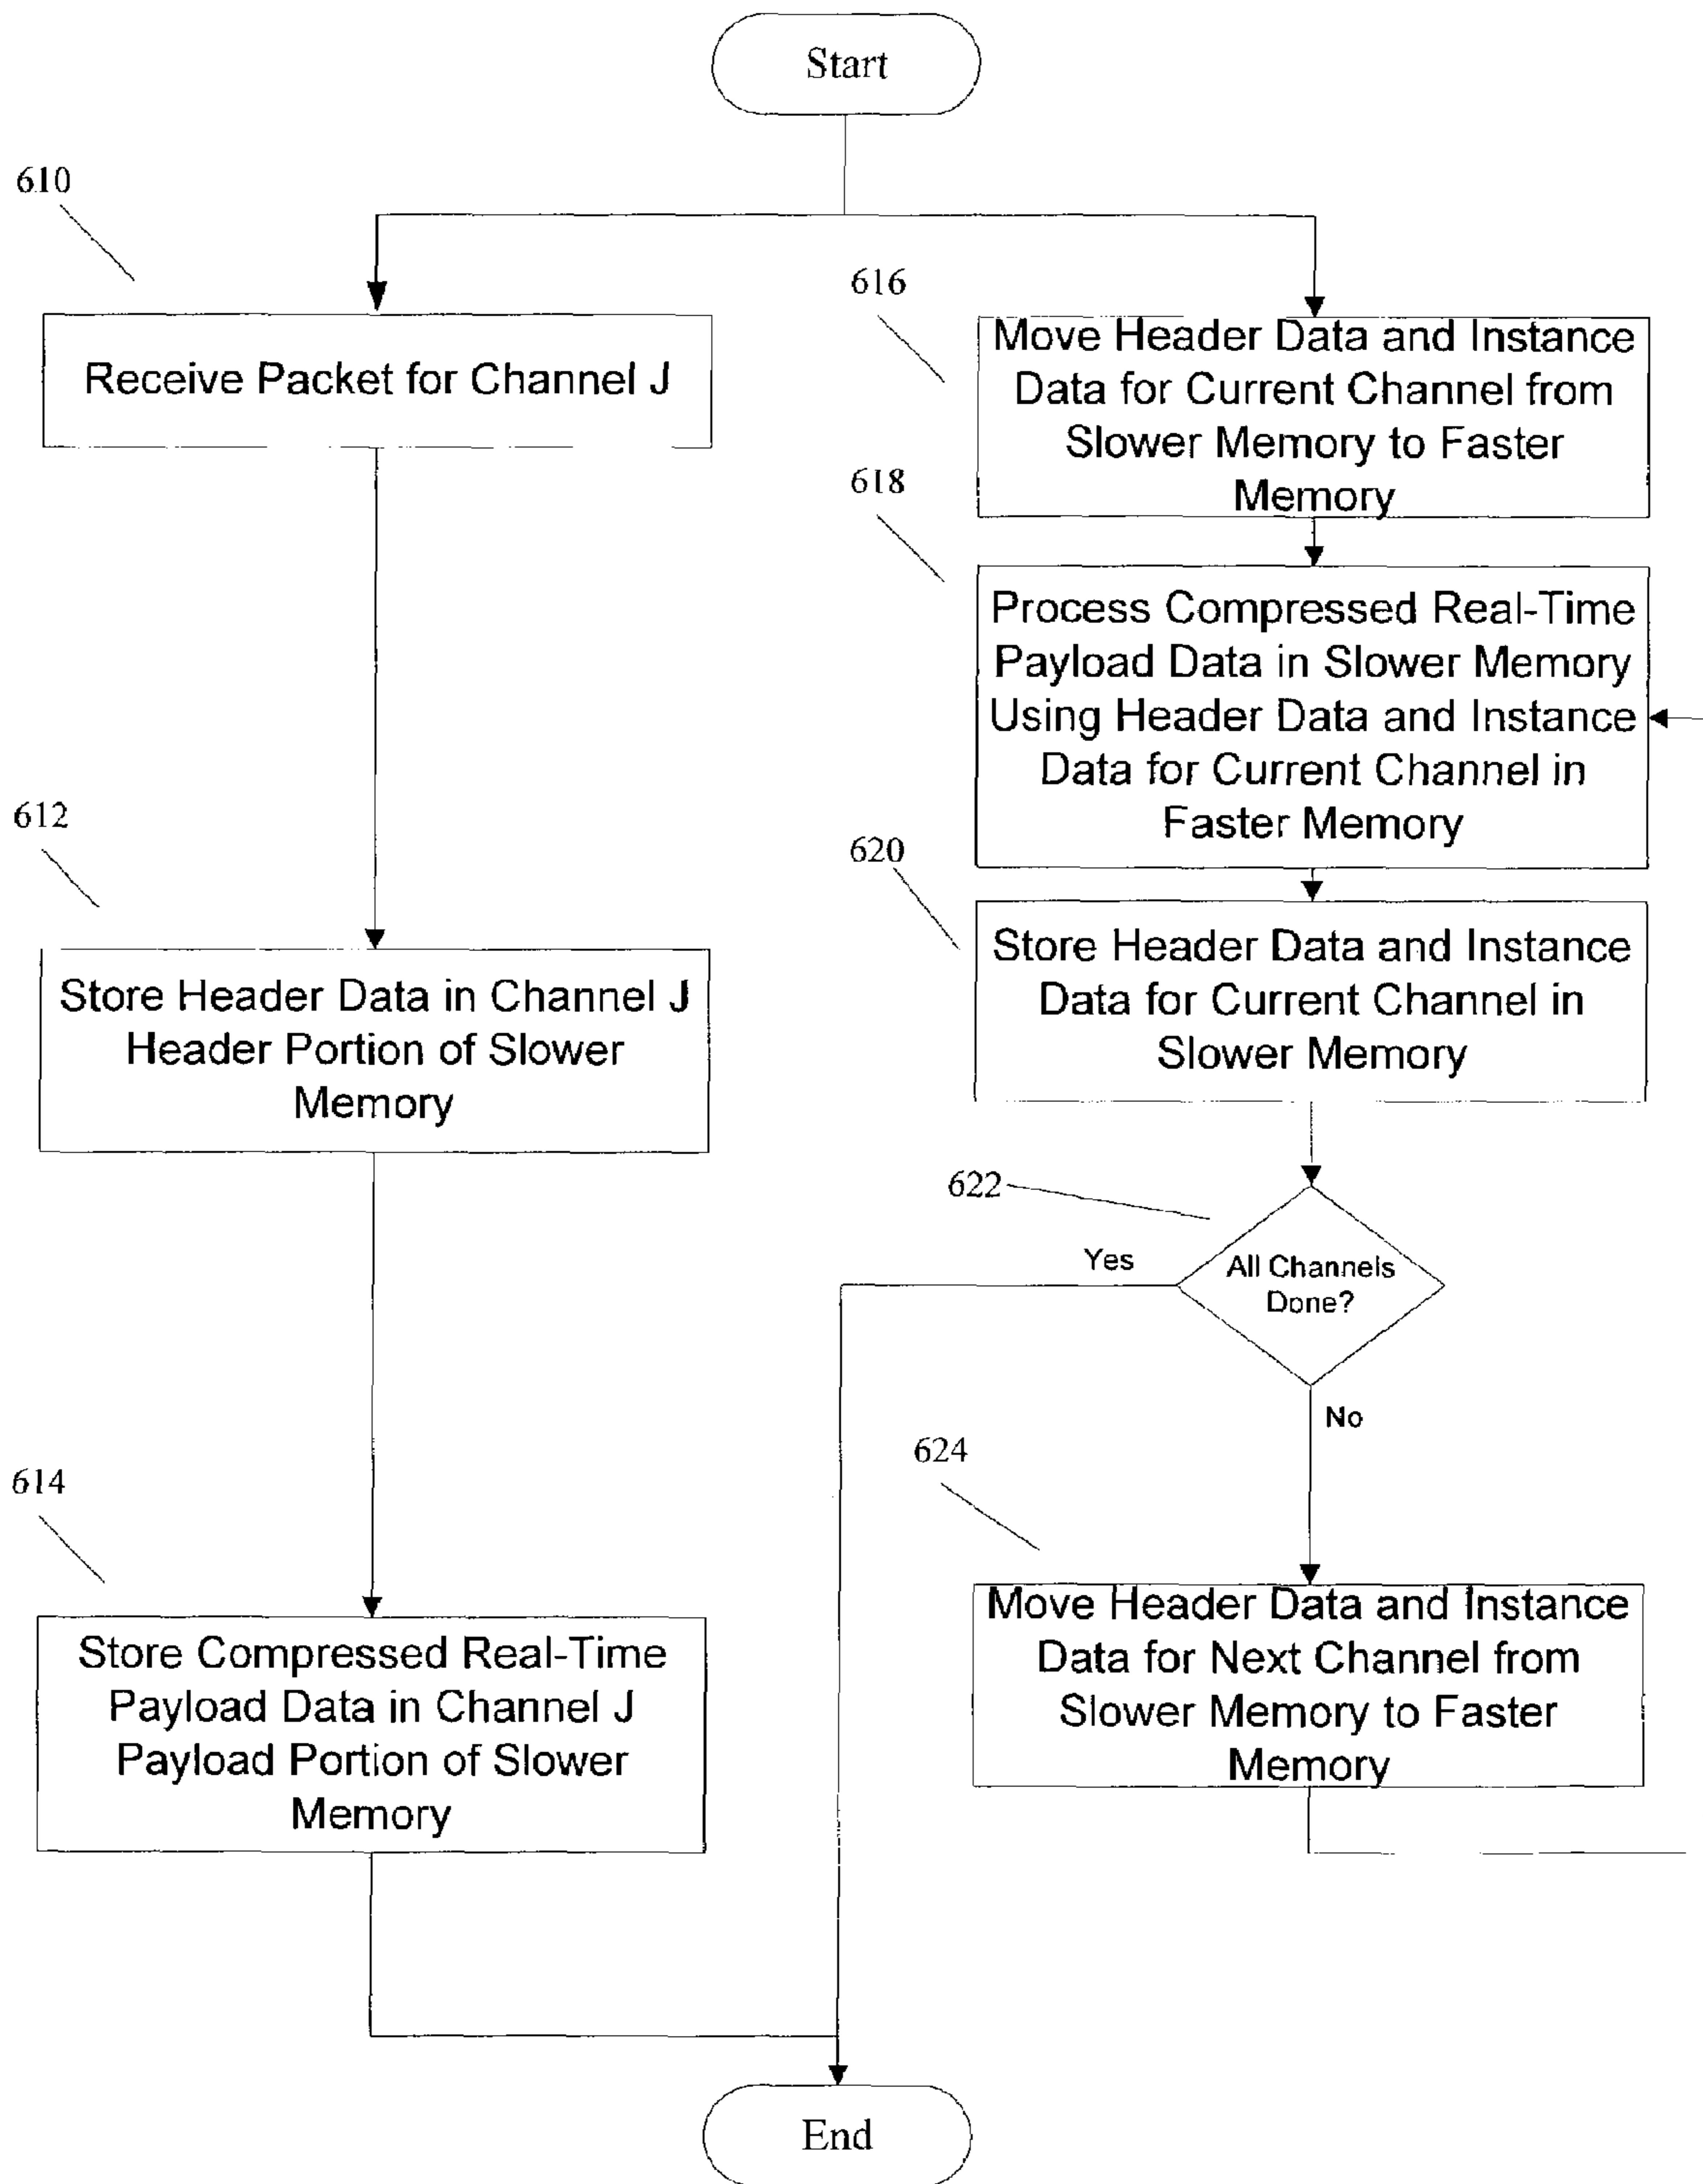 Start
610
Receive Packet for Channel J
612
Store Header Data in Channel J
Header Portion of Slower
Memory
614
Store Compressed Real-Time
Payload Data in Channel J
Payload Portion of Slower
Memory
616
Move Header Data and Instance
Data for Current Channel from
Slower Memory to Faster
Memory
618
Process Compressed Real-Time
Payload Data in Slower Memory
Using Header Data and Instance
Data for Current Channel in
Faster Memory
620
Store Header Data and Instance
Data for Current Channel in
Slower Memory
622
All Channels
Done?
Yes
No
624
Move Header Data and Instance
Data for Next Channel from
Slower Memory to Faster
Memory
End